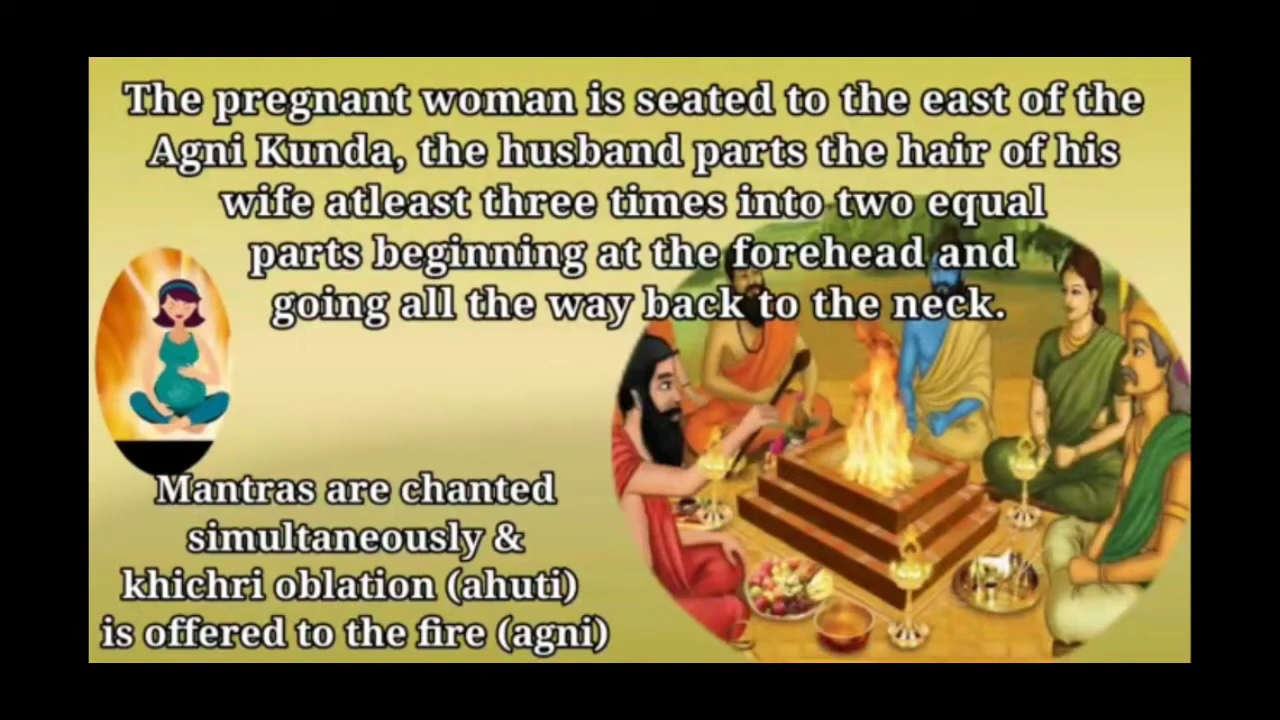 The pregnant woman is seated to the east of the
Agni Kunda, the husband parts the hair of his
wife atleast three times into two equal
parts beginning at the forehead and
going all the way back to the neck.
Mantras are chanted
simultaneously &
khichri oblation (ahuti)
is offered to the fire (agni)